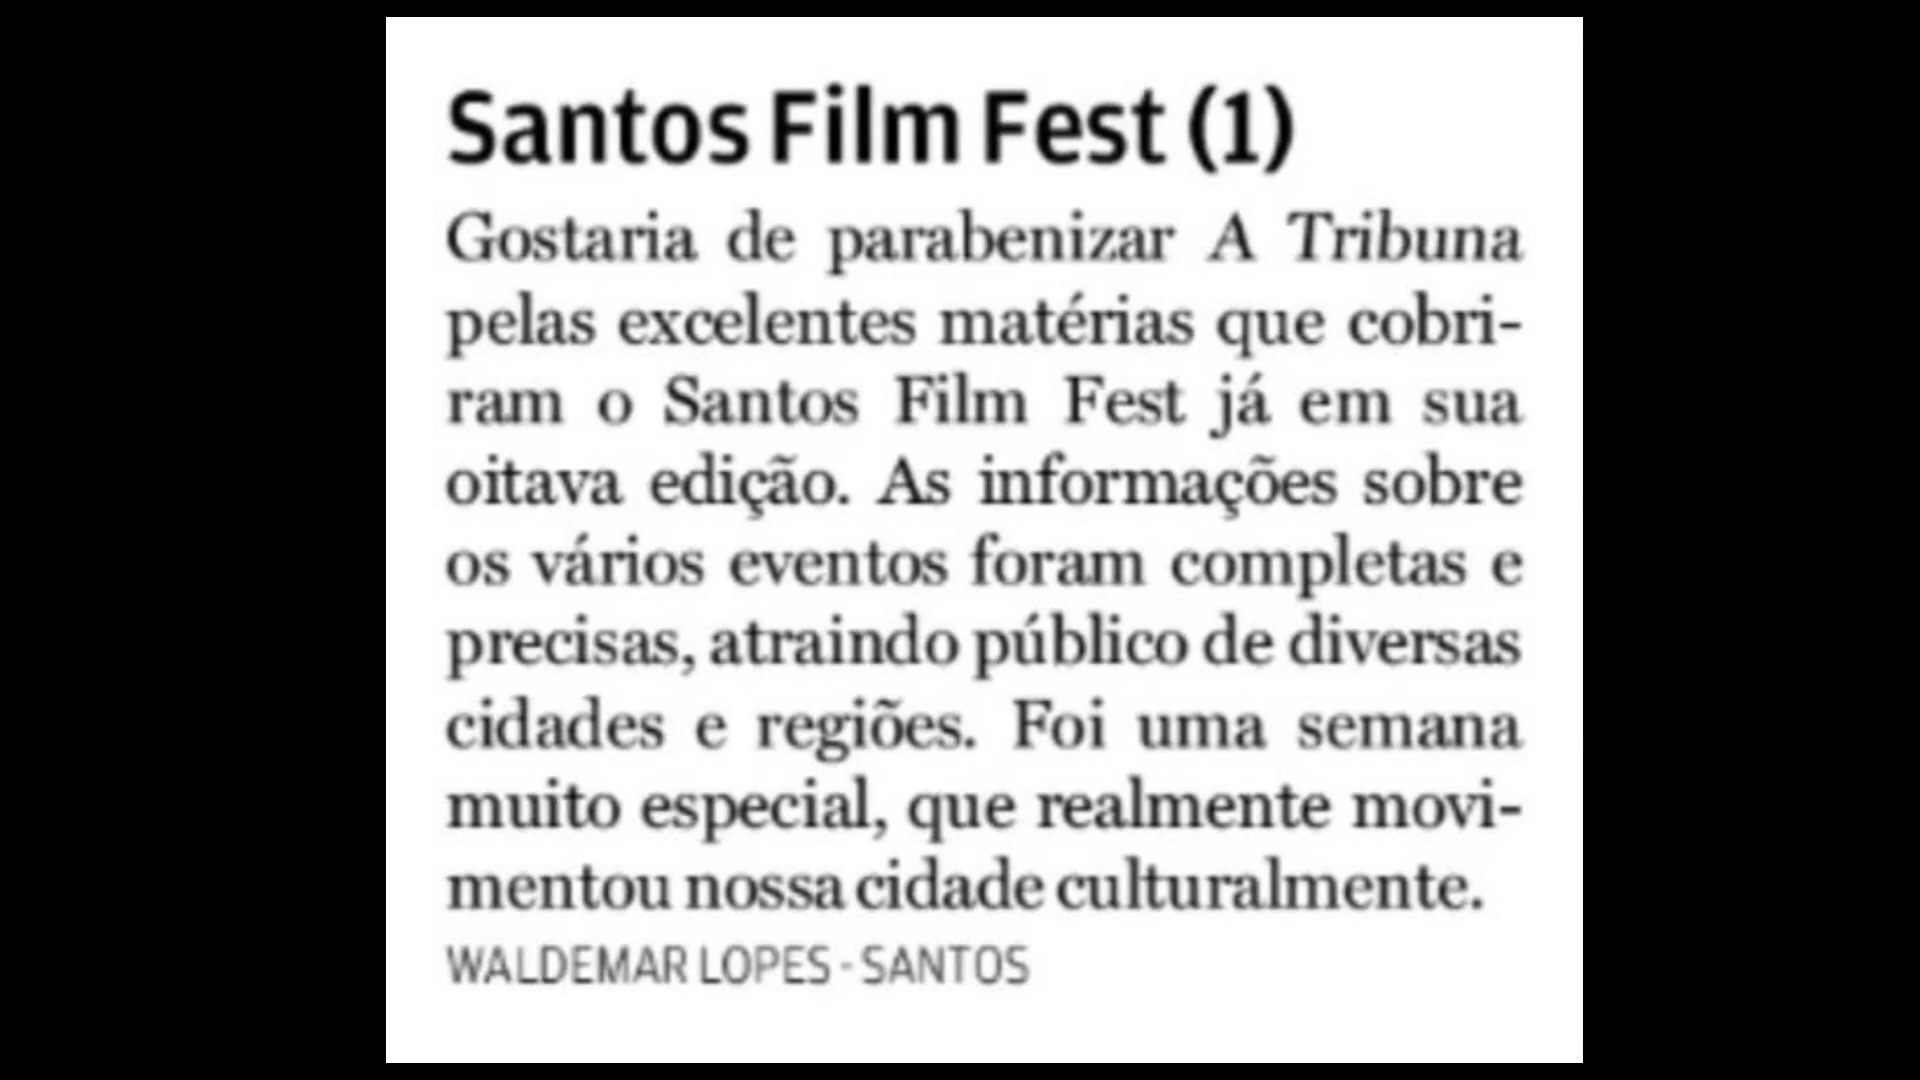 Santos Film Fest (1)
Gostaria de parabenizar A Tribuna
pelas excelentes matérias que cobri-
ram o Santos Film Fest já em sua
oitava edição. As informações sobre
os vários eventos foram completas e
precisas, atraindo público de diversas
cidades e regiões. Foi uma semana
muito especial, que realmente movi-
mentou nossa cidade culturalmente.
WALDEMAR LOPES - SANTOS